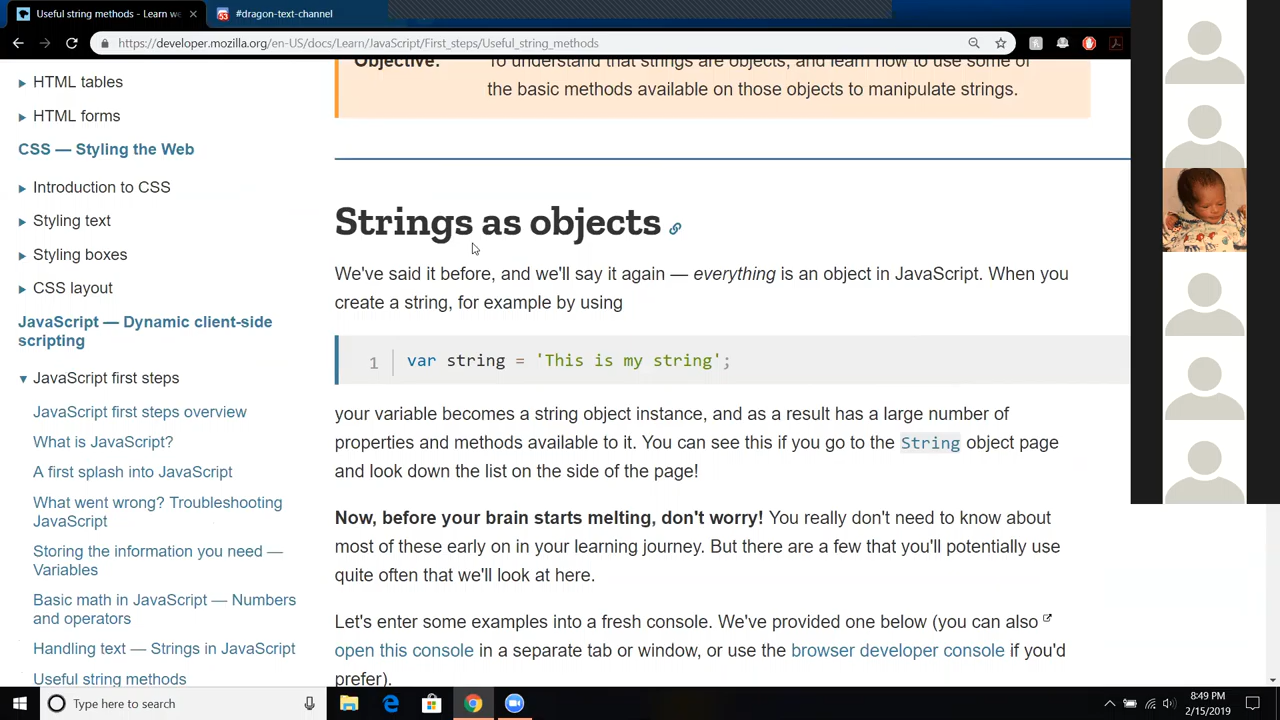 Useful string methods - Learn we
53
#dragon-text-channel
https://developer.mozilla.org/en-US/docs/Learn/JavaScript/First_steps/Useful_string_methods
HTML tables
HTML forms
CSS — Styling the Web
Introduction to CSS
Styling text
Styling boxes
CSS layout
JavaScript — Dynamic client-side
scripting
JavaScript first steps
JavaScript first steps overview
What is JavaScript?
A first splash into JavaScript
What went wrong? Troubleshooting
JavaScript
Storing the information you need —
Variables
Basic math in JavaScript — Numbers
and operators
Handling text — Strings in JavaScript
Useful string methods
Objective: To understand that strings are objects, and learn how to use some of
the basic methods available on those objects to manipulate strings.
Strings as objects
We've said it before, and we'll say it again — everything is an object in JavaScript. When you
create a string, for example by using
1 var string = 'This is my string';
your variable becomes a string object instance, and as a result has a large number of
properties and methods available to it. You can see this if you go to the String object page
and look down the list on the side of the page!
Now, before your brain starts melting, don't worry! You really don't need to know about
most of these early on in your learning journey. But there are a few that you'll potentially use
quite often that we'll look at here.
Let's enter some examples into a fresh console. We've provided one below (you can also
open this console in a separate tab or window, or use the browser developer console if you'd
prefer).
Type here to search
8:49 PM
2/15/2019